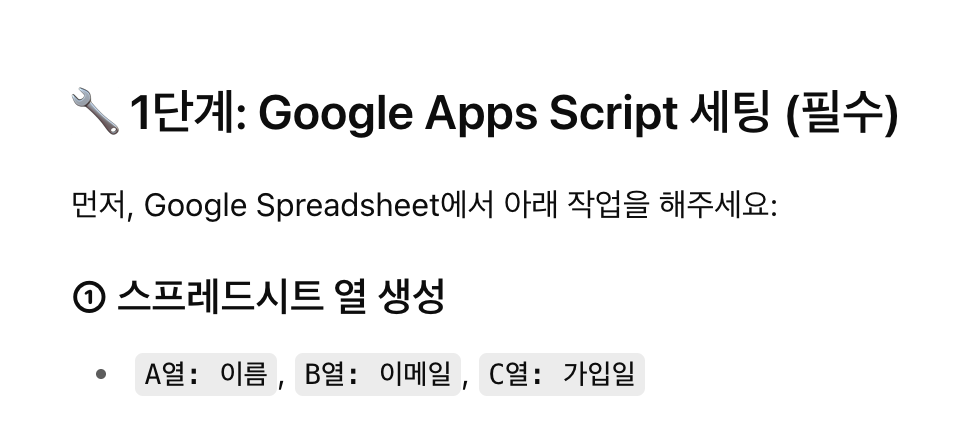 🔧 1단계: Google Apps Script 세팅 (필수)
먼저, Google Spreadsheet에서 아래 작업을 해주세요:
① 스프레드시트 열 생성
• A열: 이름, B열: 이메일, C열: 가입일